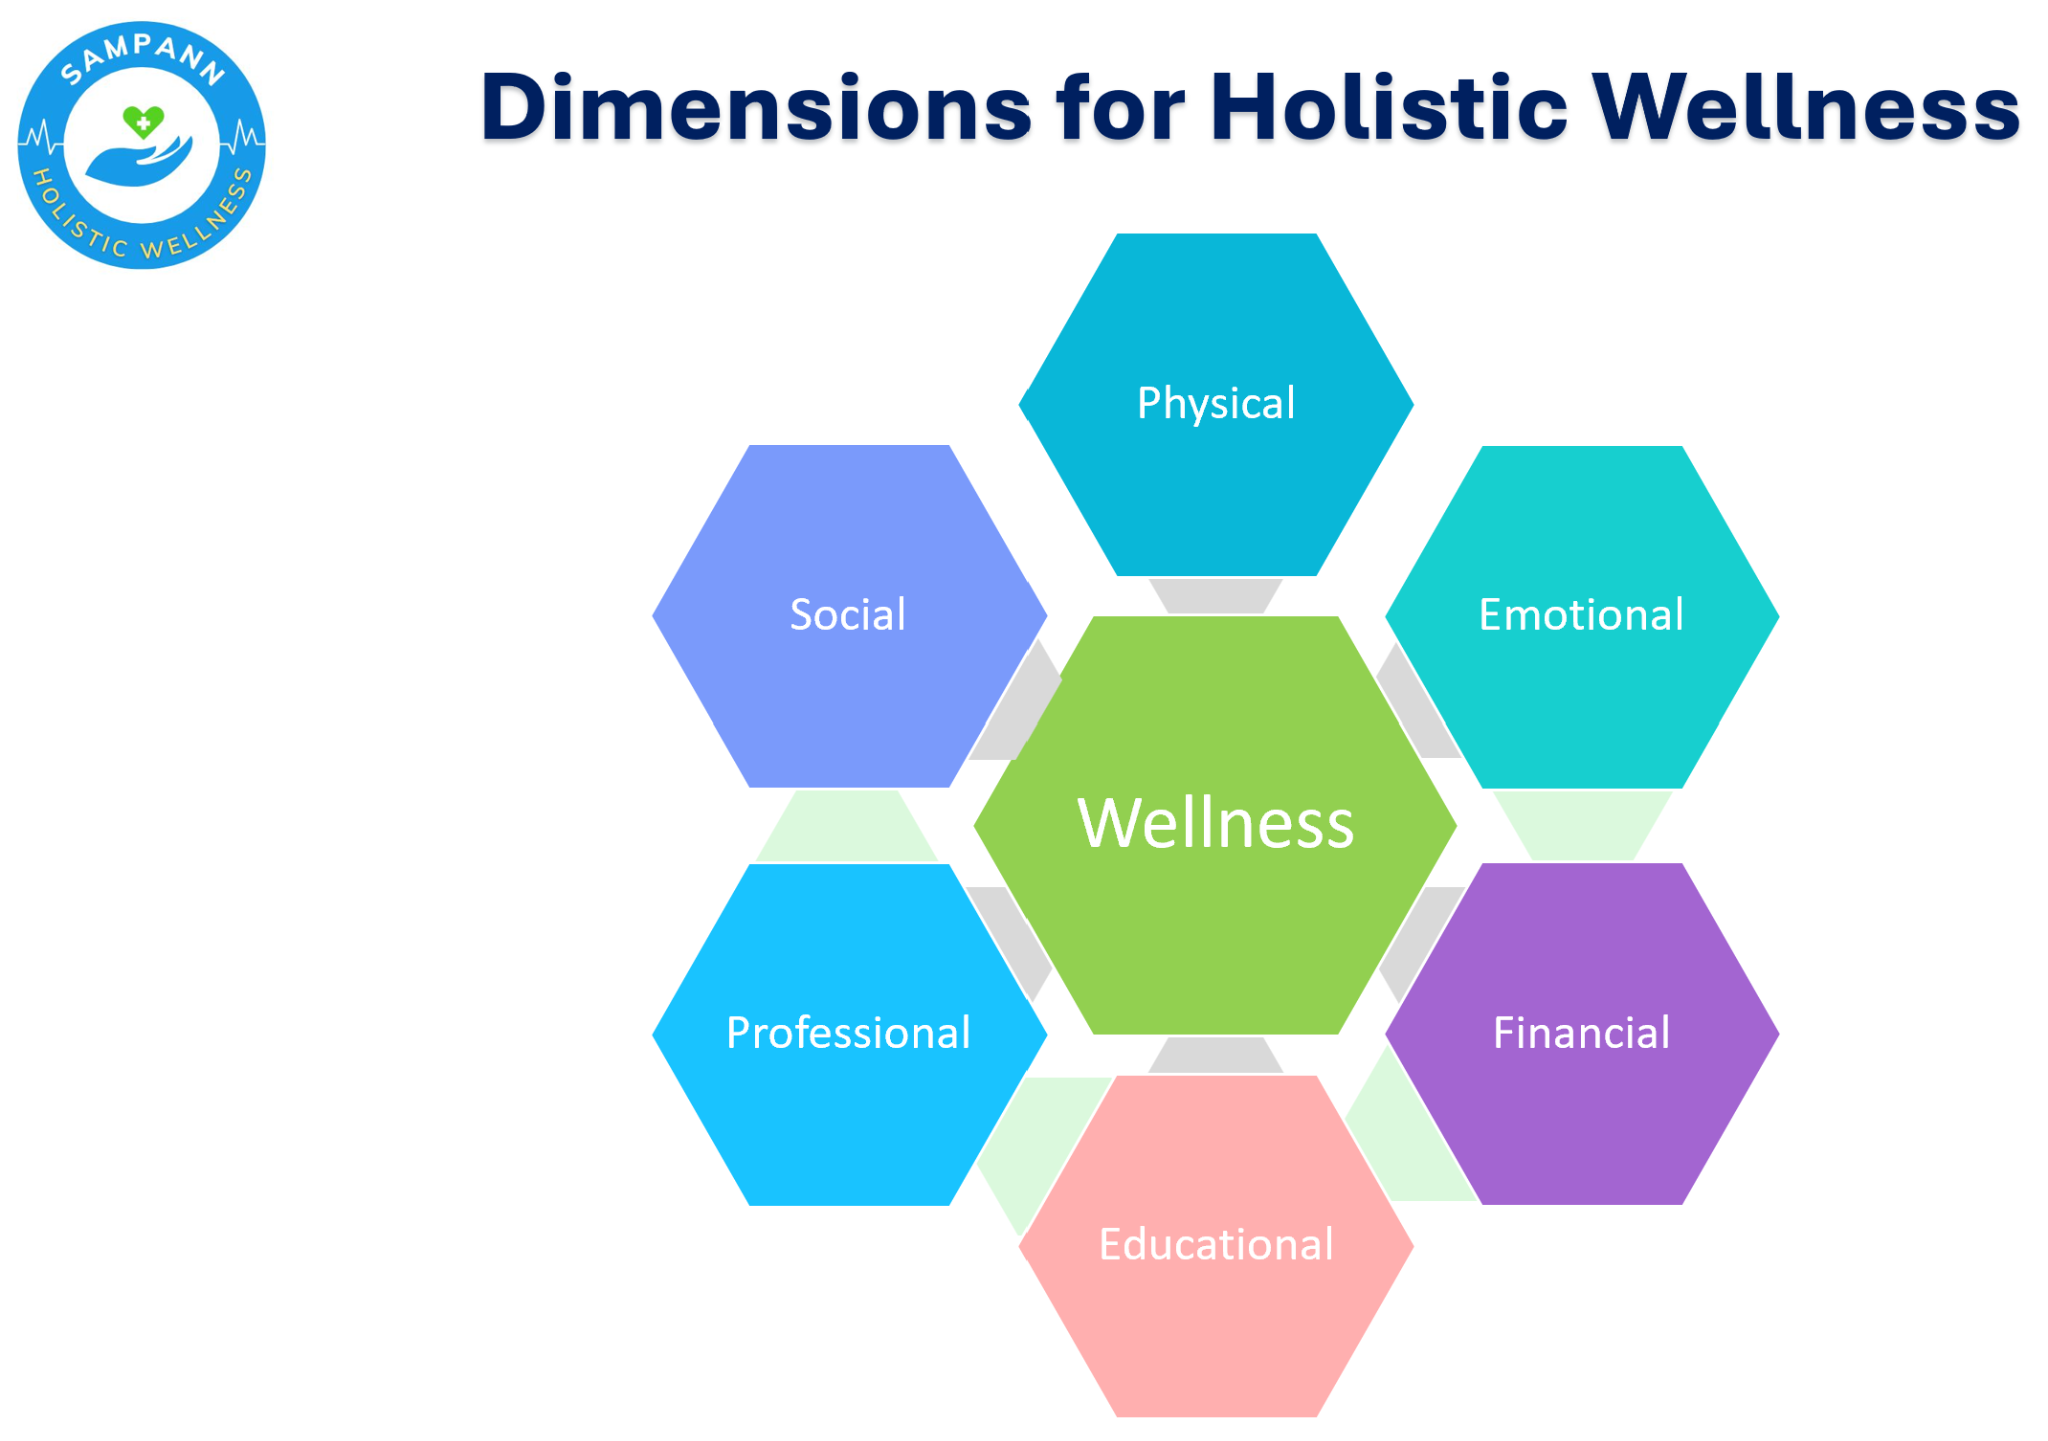 SAMPANN
HOLISTIC WELLNESS
Dimensions for Holistic Wellness
Physical
Social
Emotional
Wellness
Professional
Financial
Educational